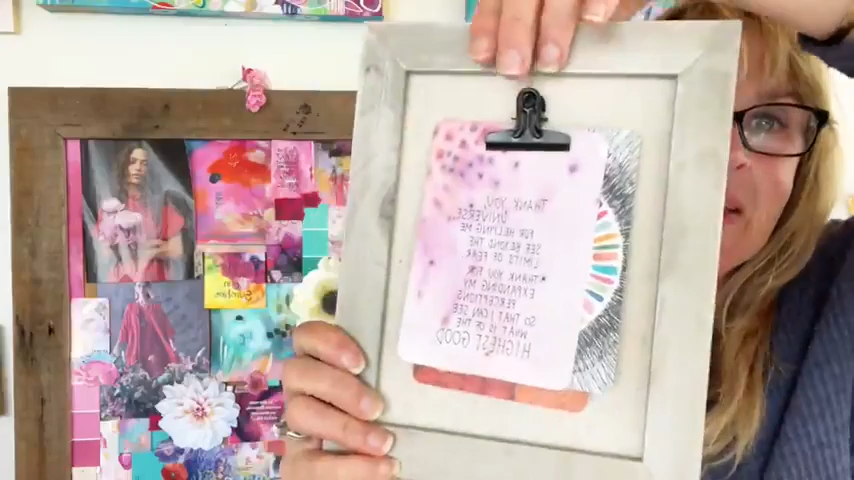 THANK YOU,
UNIVERSE
FOR HELPING ME
SEE BEYOND THE
LIMITS OF FEAR.
THANK YOU FOR
EXPANDING MY
PERCEPTIONS
SO THAT I CAN SEE
WHAT IS OF THE
HIGHEST GOOD.